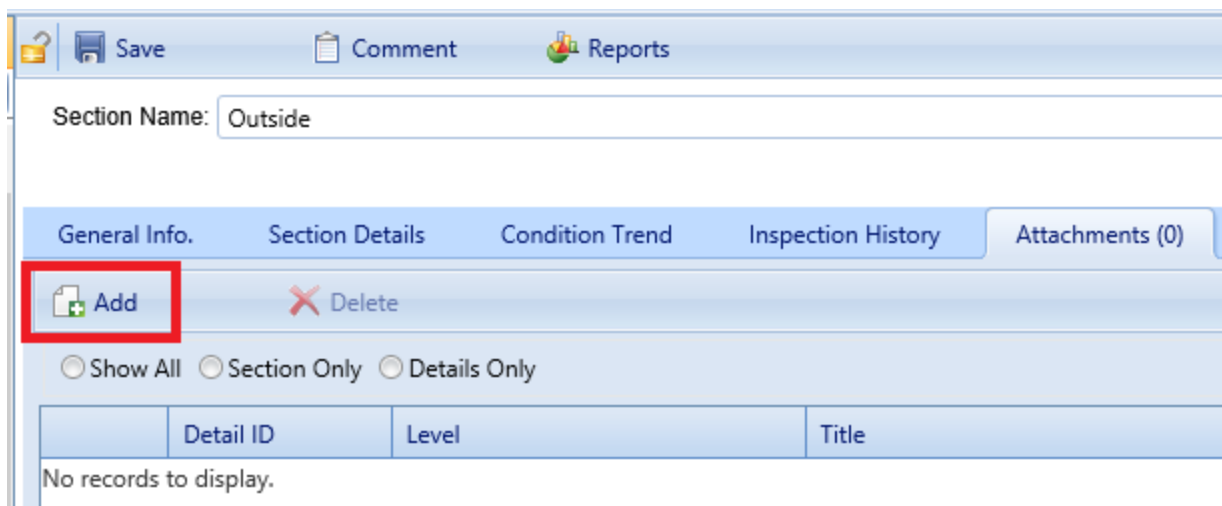 Save Comment Reports
Section Name: Outside
General Info. Section Details Condition Trend Inspection History Attachments (0)
Add Delete
Show All Section Only Details Only
Detail ID Level Title
No records to display.